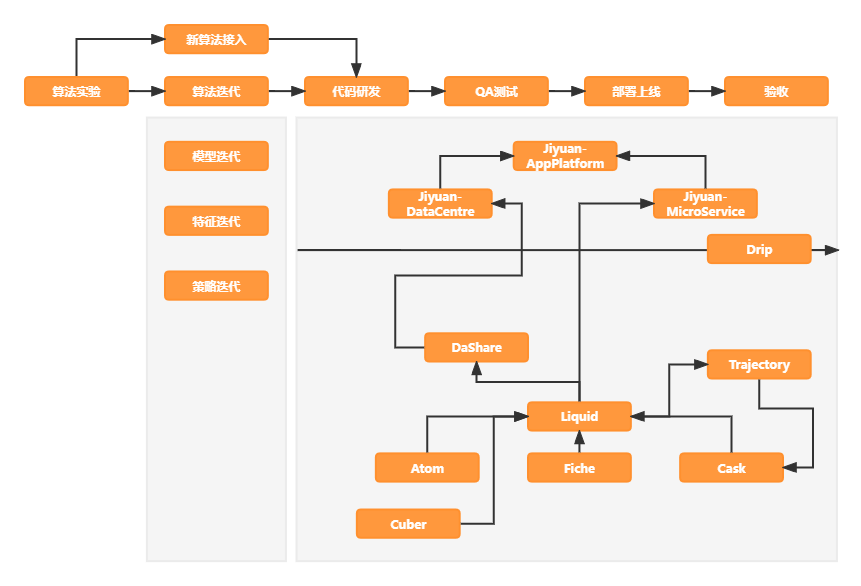 新算法接入
算法实验
算法迭代
代码研发
QA测试
部署上线
验收
模型迭代
特征迭代
策略迭代
Jiyuan-
AppPlatform
Jiyuan-
DataCentre
Jiyuan-
MicroService
Drip
DaShare
Trajectory
Liquid
Atom
Fiche
Cask
Cuber